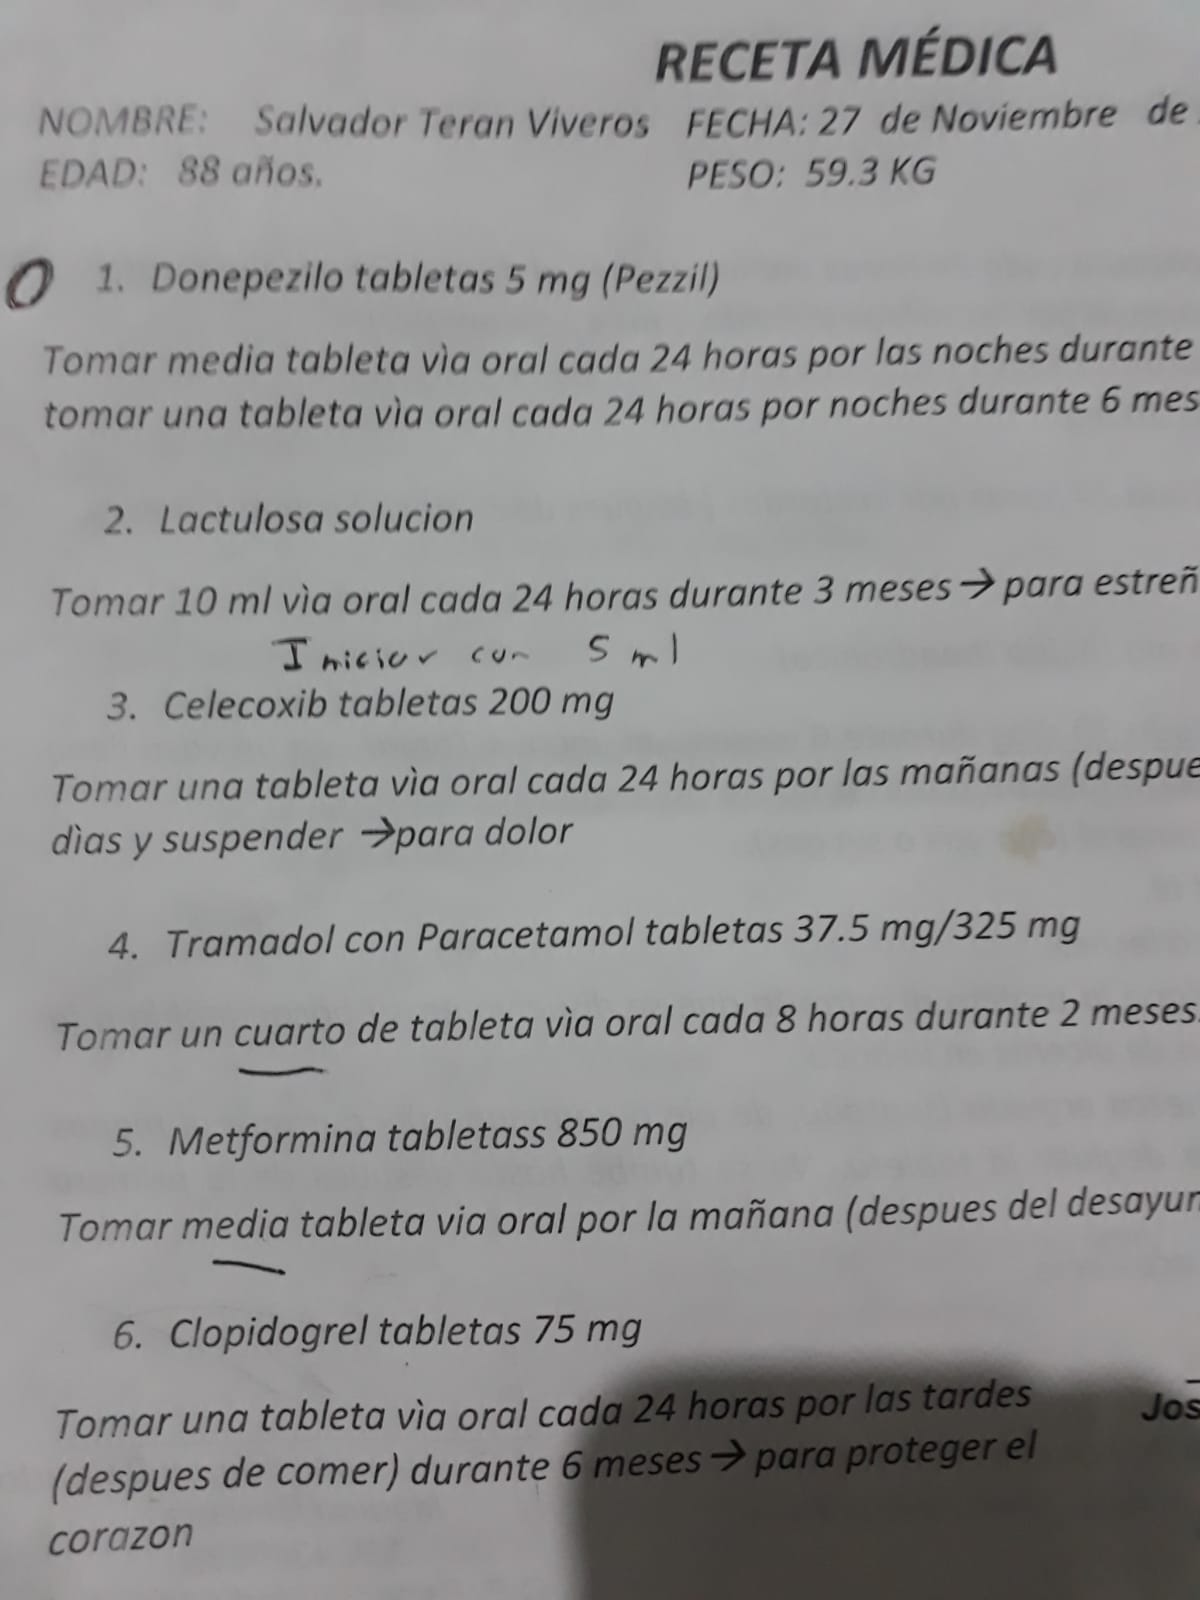 RECETA MÉDICA
NOMBRE: Salvador Teran Viveros FECHA: 27 de Noviembre de
EDAD: 88 años. PESO: 59.3 KG
O 1. Donepezilo tabletas 5 mg (Pezzil)
Tomar media tableta vìa oral cada 24 horas por las noches durante
tomar una tableta vìa oral cada 24 horas por noches durante 6 mes
2. Lactulosa solucion
Tomar 10 ml vìa oral cada 24 horas durante 3 meses → para estreñ
Iniciar con 5 ml
3. Celecoxib tabletas 200 mg
Tomar una tableta vìa oral cada 24 horas por las mañanas (despue
dìas y suspender →para dolor
4. Tramadol con Paracetamol tabletas 37.5 mg/325 mg
Tomar un cuarto de tableta vìa oral cada 8 horas durante 2 meses.
5. Metformina tabletass 850 mg
Tomar media tableta via oral por la mañana (despues del desayun
6. Clopidogrel tabletas 75 mg
Tomar una tableta vìa oral cada 24 horas por las tardes
(despues de comer) durante 6 meses → para proteger el
corazon
Jos